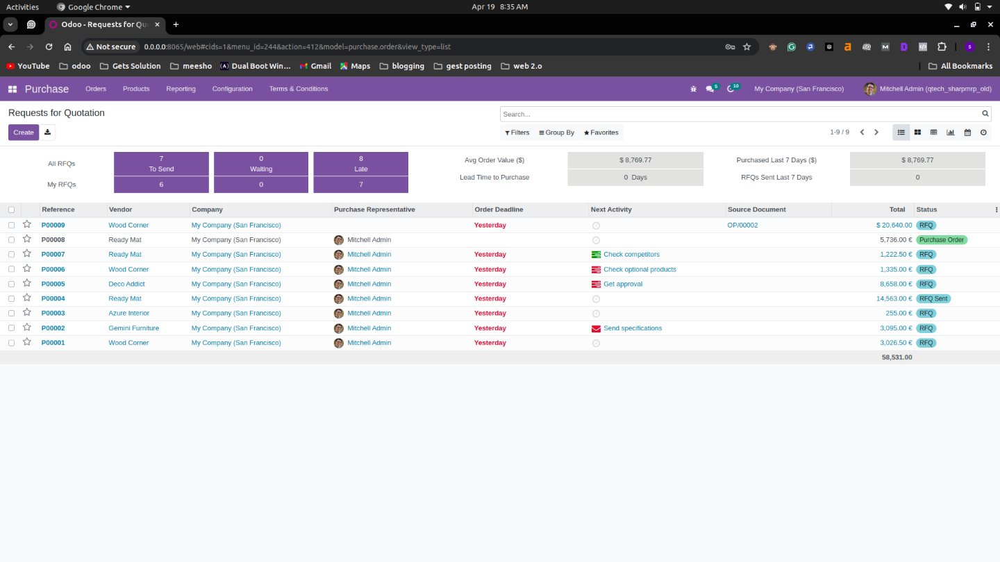 Activities Google Chrome Apr 19 8:35 AM
Odoo - Requests for Qu
Not secure 0.0.0.0:8065/web#cids=1&menu_id=244&action=412&model=purchase.order&view_type=list
YouTube odoo Gets Solution meesho Dual Boot Win... Gmail Maps blogging gest posting web 2.o All Bookmarks
Purchase Orders Products Reporting Configuration Terms & Conditions 5 10 My Company (San Francisco) Mitchell Admin (qtech_sharpmrp_old)
Requests for Quotation Search...
Create Filters Group By Favorites 1-9 / 9
All RFQs 7 To Send 0 Waiting 8 Late Avg Order Value ($) $ 8,769.77 Purchased Last 7 Days ($) $ 8,769.77
My RFQs 6 0 7 Lead Time to Purchase 0 Days RFQs Sent Last 7 Days 0
Reference Vendor Company Purchase Representative Order Deadline Next Activity Source Document Total Status
P00009 Wood Corner My Company (San Francisco) Yesterday OP/00002 $ 20,640.00 RFQ
P00008 Ready Mat My Company (San Francisco) Mitchell Admin 5,736.00 € Purchase Order
P00007 Ready Mat My Company (San Francisco) Mitchell Admin Yesterday Check competitors 1,222.50 € RFQ
P00006 Wood Corner My Company (San Francisco) Mitchell Admin Yesterday Check optional products 1,335.00 € RFQ
P00005 Deco Addict My Company (San Francisco) Mitchell Admin Yesterday Get approval 8,658.00 € RFQ
P00004 Ready Mat My Company (San Francisco) Mitchell Admin Yesterday 14,563.00 € RFQ Sent
P00003 Azure Interior My Company (San Francisco) Mitchell Admin Yesterday 255.00 € RFQ
P00002 Gemini Furniture My Company (San Francisco) Mitchell Admin Yesterday Send specifications 3,095.00 € RFQ
P00001 Wood Corner My Company (San Francisco) Mitchell Admin Yesterday 3,026.50 € RFQ
58,531.00